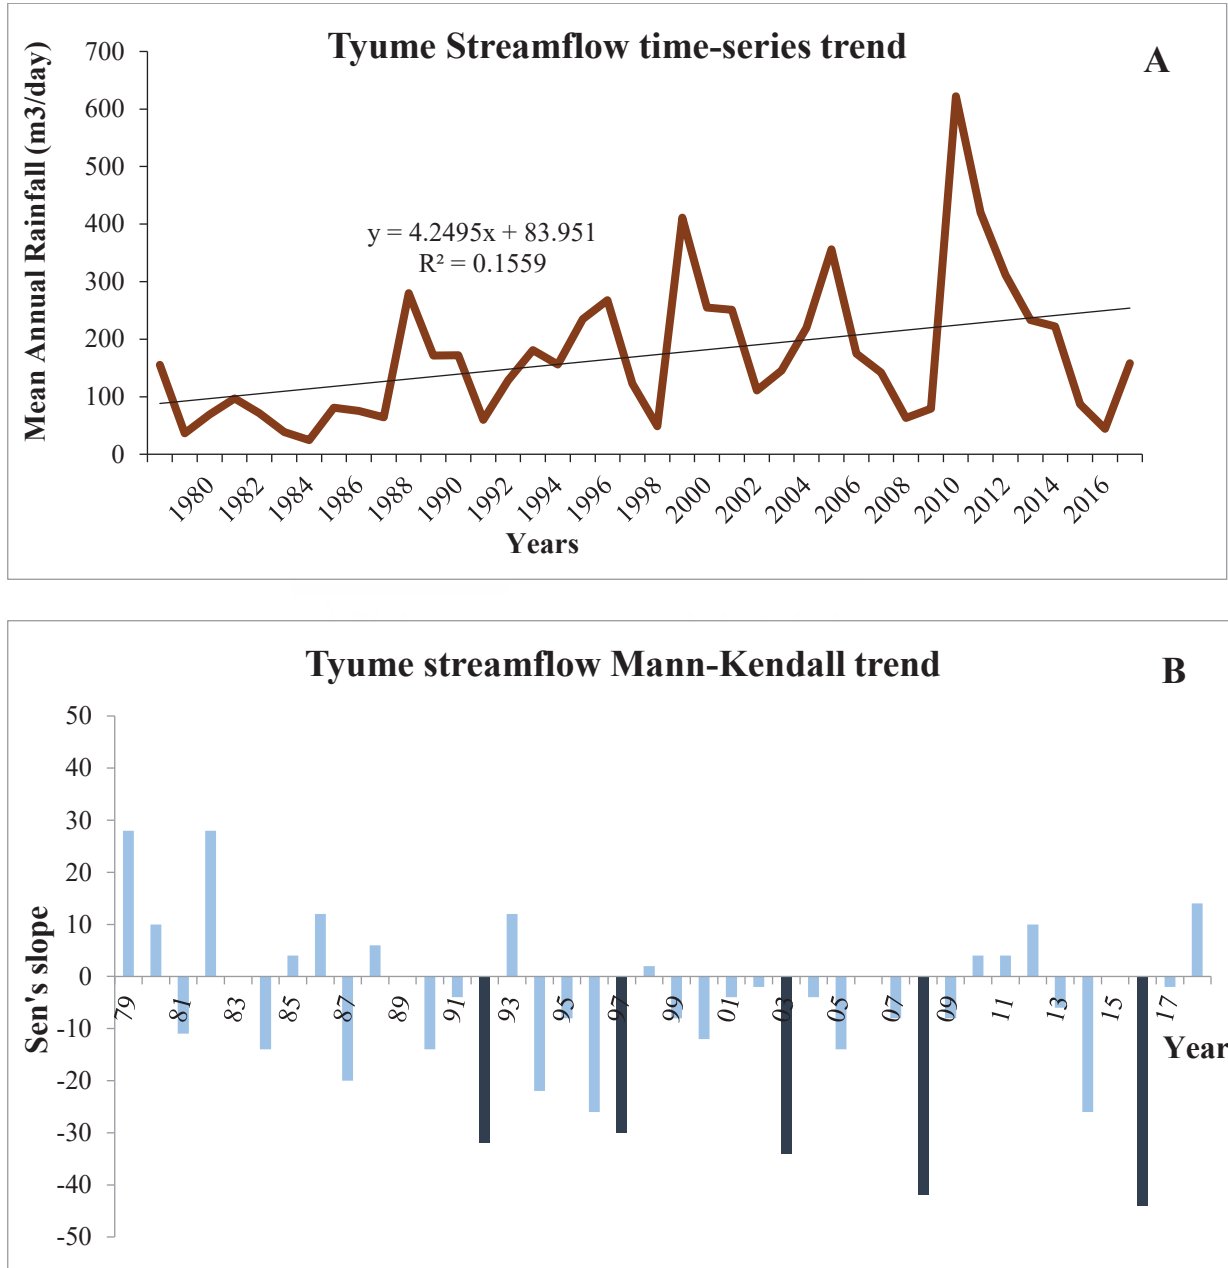 Tyume Streamflow time-series trend
A
Mean Annual Rainfall (m3/day)
700
600
500
400
300
200
100
0
y = 4.2495x + 83.951
R² = 0.1559
1980 1982 1984 1986 1988 1990 1992 1994 1996 1998 2000 2002 2004 2006 2008 2010 2012 2014 2016
Years
Tyume streamflow Mann-Kendall trend
B
Sen's slope
50
40
30
20
10
0
-10
-20
-30
-40
-50
79 81 83 85 87 89 91 93 95 97 99 01 03 05 07 09 11 13 15 17
Year